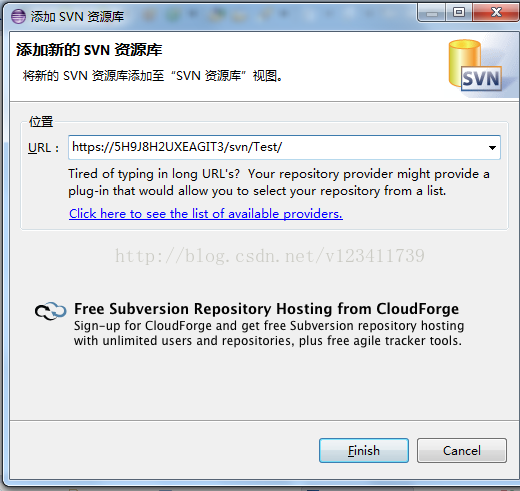 添加 SVN 资源库
添加新的 SVN 资源库
将新的 SVN 资源库添加至“SVN 资源库”视图。
SVN
位置
URL：
https://5H9J8H2UXEAGIT3/svn/Test/
Tired of typing in long URL's? Your repository provider might provide a
plug-in that would allow you to select your repository from a list.
Click here to see the list of available providers.
http://blog.csdn.net/v123411739
Free Subversion Repository Hosting from CloudForge
Sign-up for CloudForge and get free Subversion repository hosting
with unlimited users and repositories, plus free agile tracker tools.
Finish
Cancel